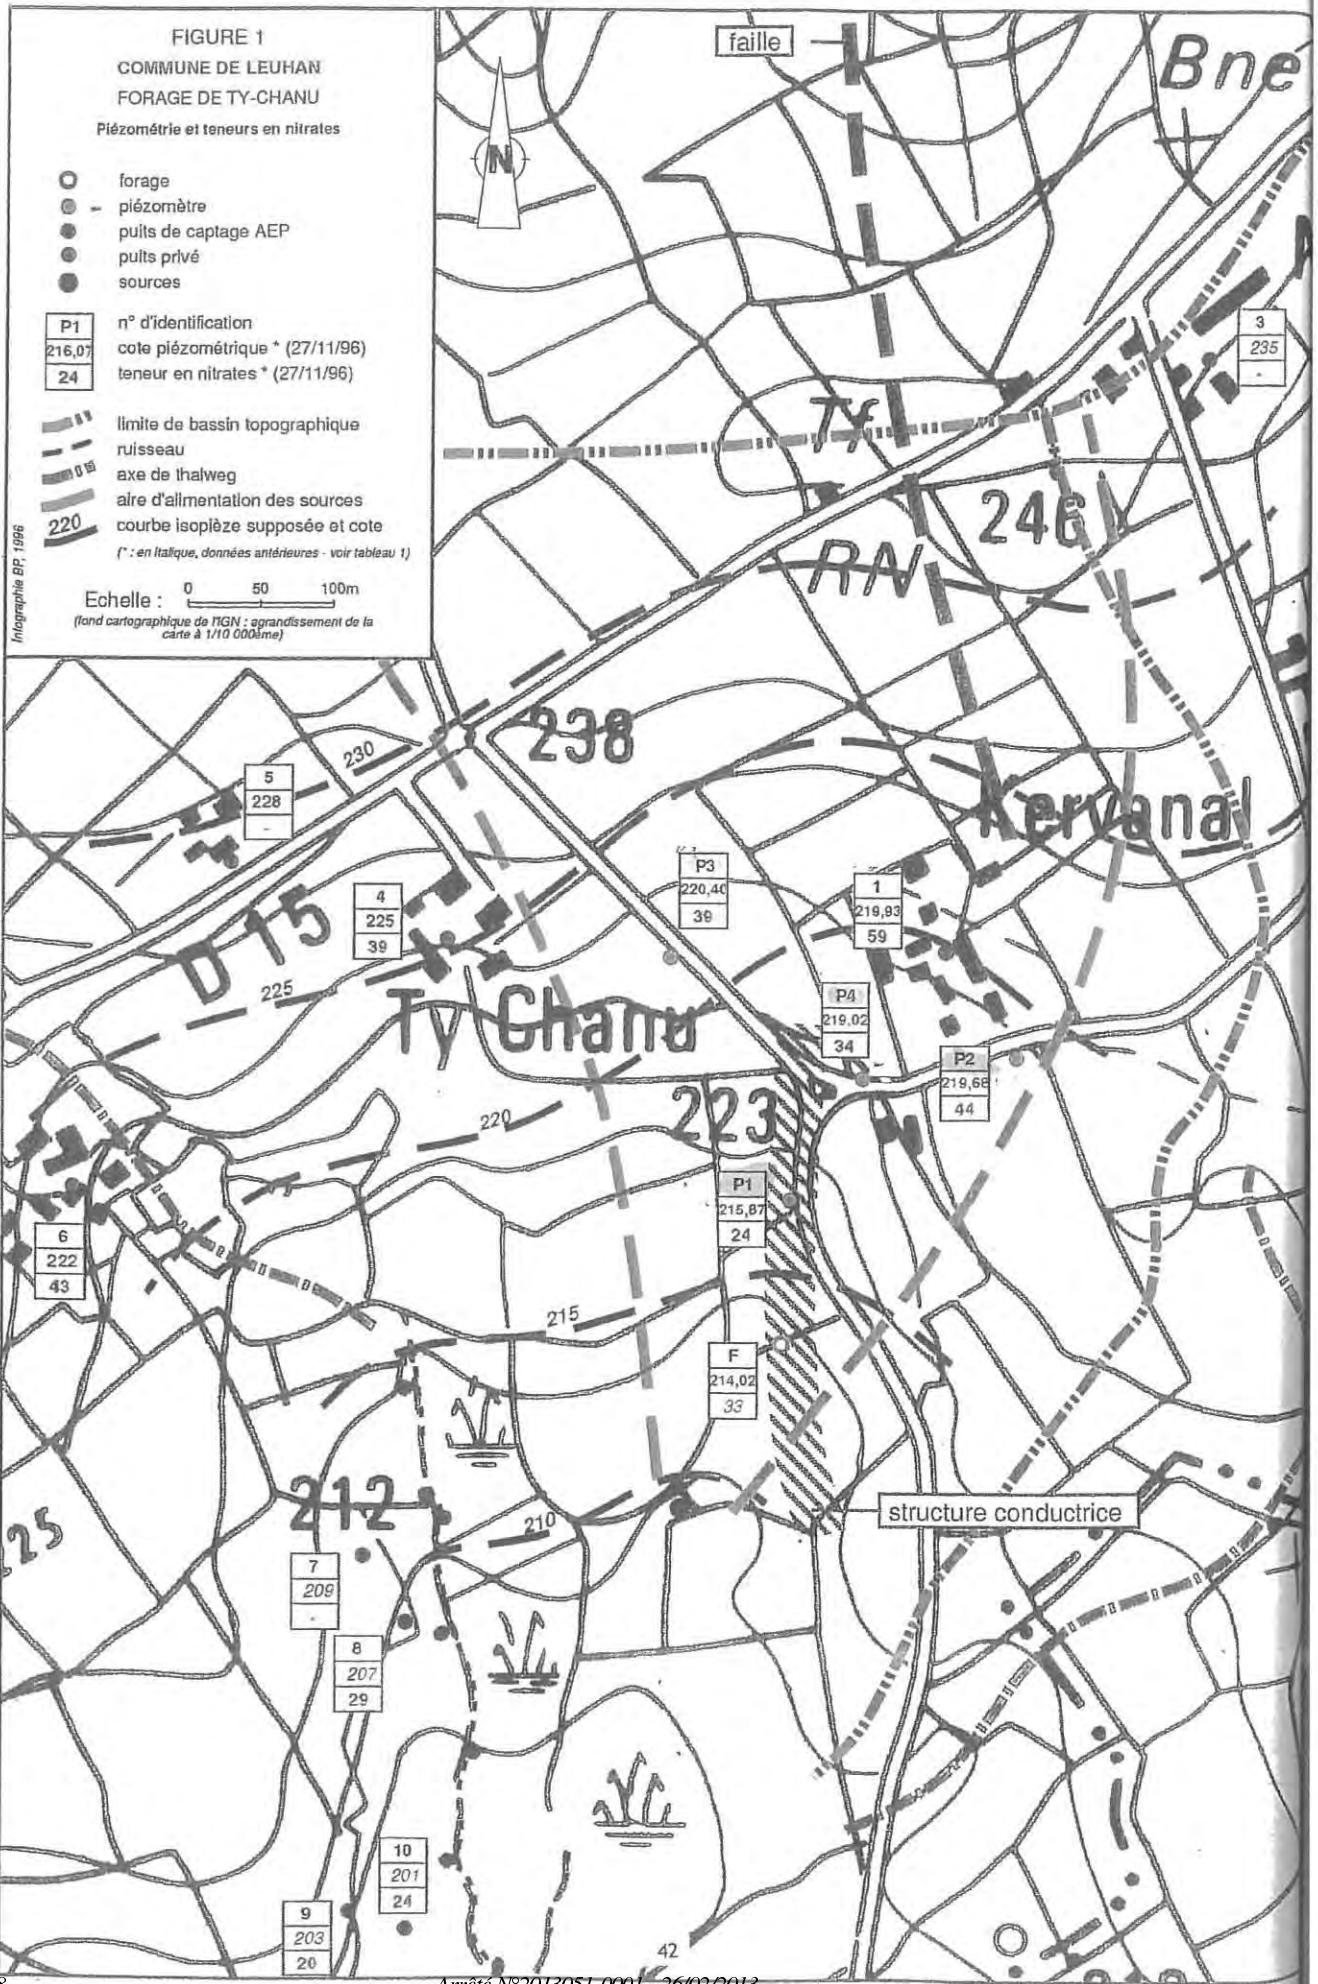 FIGURE 1
COMMUNE DE LEUHAN
FORAGE DE TY-CHANU
Piézométrie et teneurs en nitrates
forage
piézomètre
puits de captage AEP
puits privé
sources
P1
n° d'identification
216,07
cote piézométrique * (27/11/96)
24
teneur en nitrates * (27/11/96)
limite de bassin topographique
ruisseau
axe de thalweg
aire d'alimentation des sources
220
courbe isopièze supposée et cote
(* : en italique, données antérieures - voir tableau 1)
Echelle :
0 50 100m
(fond cartographique de l'IGN : agrandissement de la
carte à 1/10 000ème)
Infographie BP, 1996
faille
N
Bne
3
235
-
Ty
246
RN
238
230
5
228
-
Kervanal
P3
220,40
39
1
219,93
59
4
225
39
D 15
225
Ty Chanu
P4
219,02
34
P2
219,68
44
223
220
P1
215,87
24
6
222
43
215
F
214,02
33
212
structure conductrice
210
25
7
209
-
8
207
29
10
201
24
9
203
20
42
Arrêté N°2013051-0001 - 26/02/2013